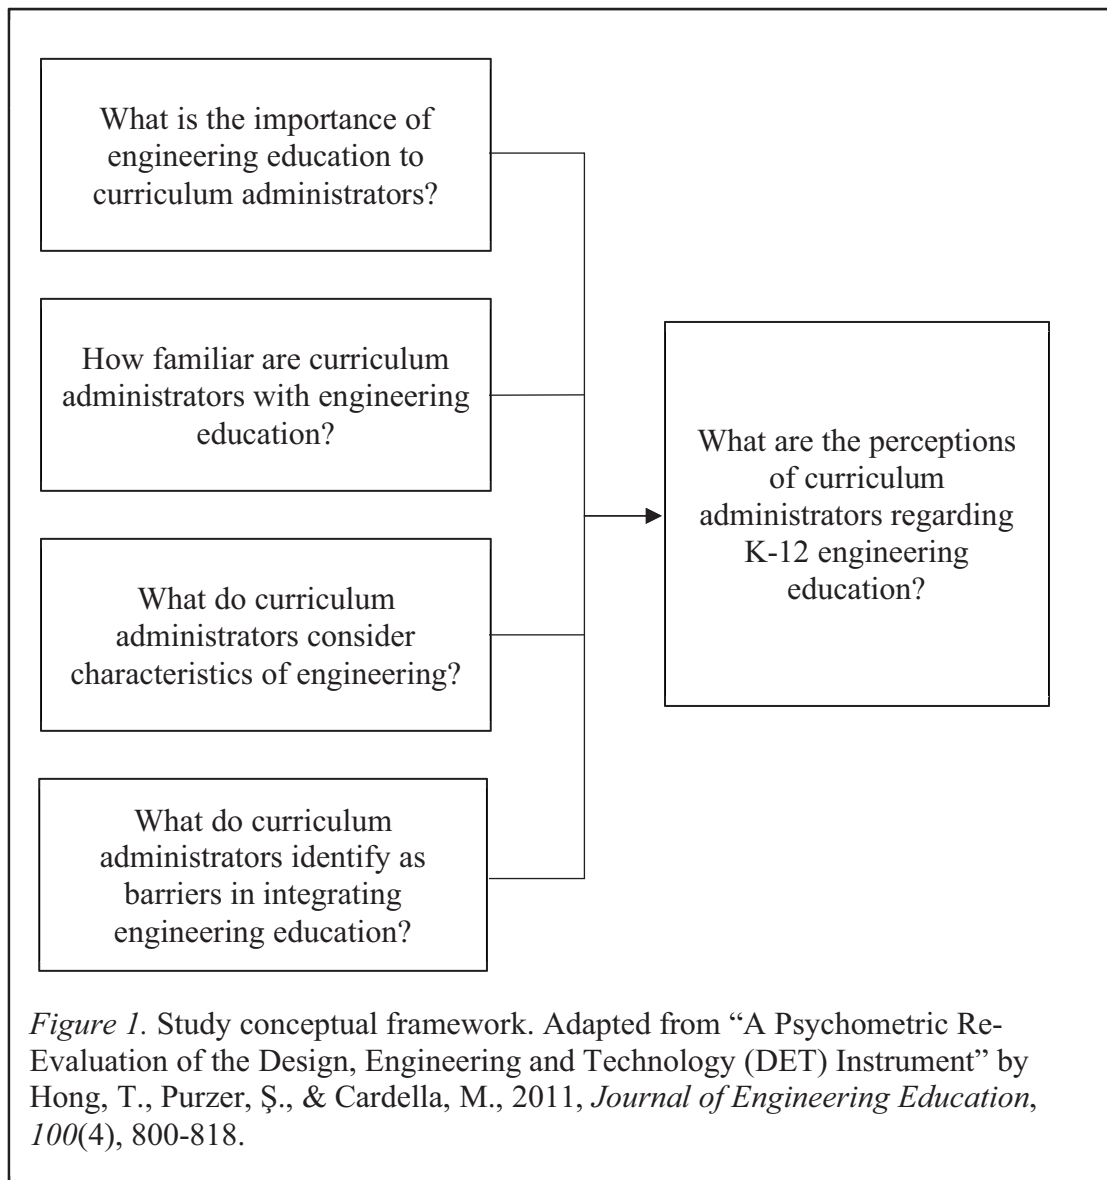 What is the importance of
engineering education to
curriculum administrators?
How familiar are curriculum
administrators with engineering
education?
What do curriculum
administrators consider
characteristics of engineering?
What do curriculum
administrators identify as
barriers in integrating
engineering education?
What are the perceptions
of curriculum
administrators regarding
K-12 engineering
education?
Figure 1. Study conceptual framework. Adapted from “A Psychometric Re-
Evaluation of the Design, Engineering and Technology (DET) Instrument” by
Hong, T., Purzer, Ş., & Cardella, M., 2011, Journal of Engineering Education,
100(4), 800-818.